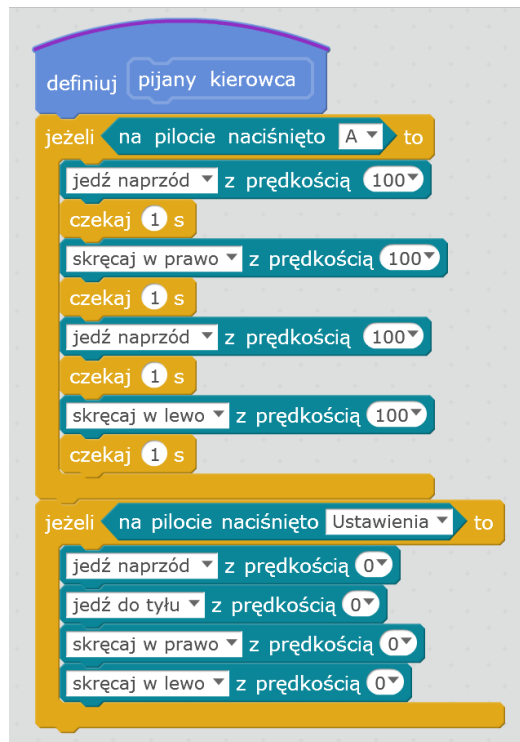 definiuj pijany kierowca
jeżeli na pilocie naciśnięto A to
jedź naprzód z prędkością 100
czekaj 1 s
skręcaj w prawo z prędkością 100
czekaj 1 s
jedź naprzód z prędkością 100
czekaj 1 s
skręcaj w lewo z prędkością 100
czekaj 1 s
jeżeli na pilocie naciśnięto Ustawienia to
jedź naprzód z prędkością 0
jedź do tyłu z prędkością 0
skręcaj w prawo z prędkością 0
skręcaj w lewo z prędkością 0